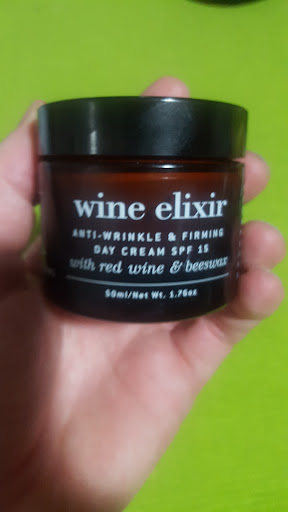 wine elixir
ANTI-WRINKLE & FIRMING
DAY CREAM SPF 15
with red wine & beeswax
50ml/Net Wt. 1.76oz